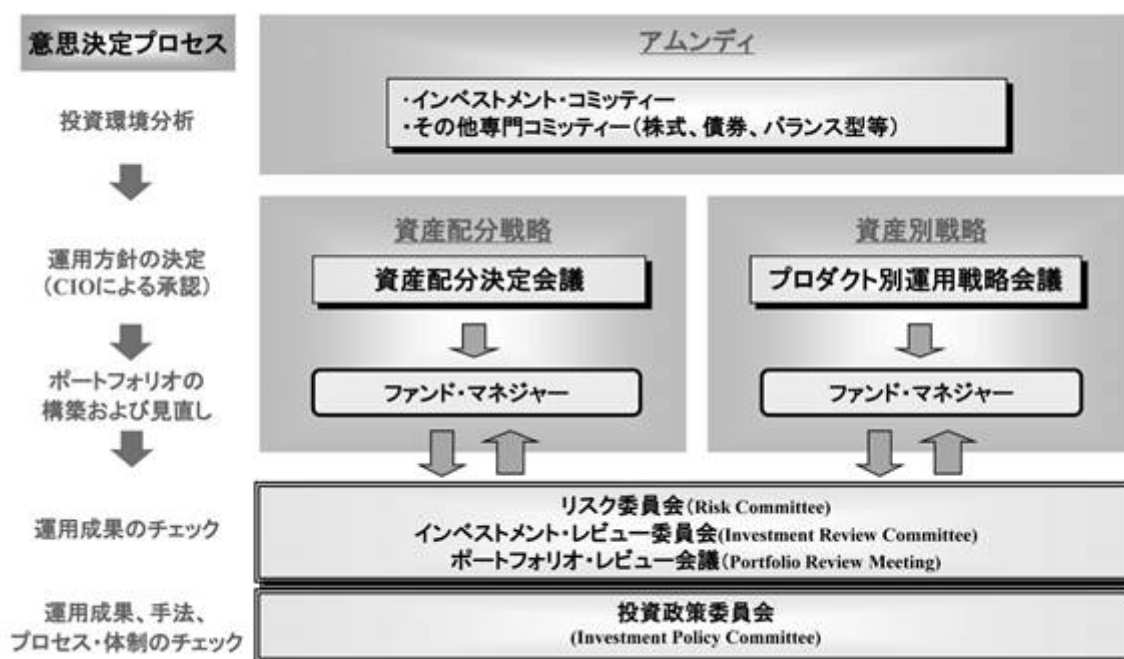 意思決定プロセス
アムンディ
投資環境分析
・インベストメント・コミッティー
・その他専門コミッティー（株式、債券、バランス型等）
運用方針の決定
（CIOによる承認）
資産配分戦略
資産配分決定会議
資産別戦略
プロダクト別運用戦略会議
ポートフォリオの
構築および見直し
ファンド・マネジャー
ファンド・マネジャー
運用成果のチェック
リスク委員会(Risk Committee)
インベストメント・レビュー委員会(Investment Review Committee)
ポートフォリオ・レビュー会議(Portfolio Review Meeting)
運用成果、手法、
プロセス・体制のチェック
投資政策委員会
(Investment Policy Committee)